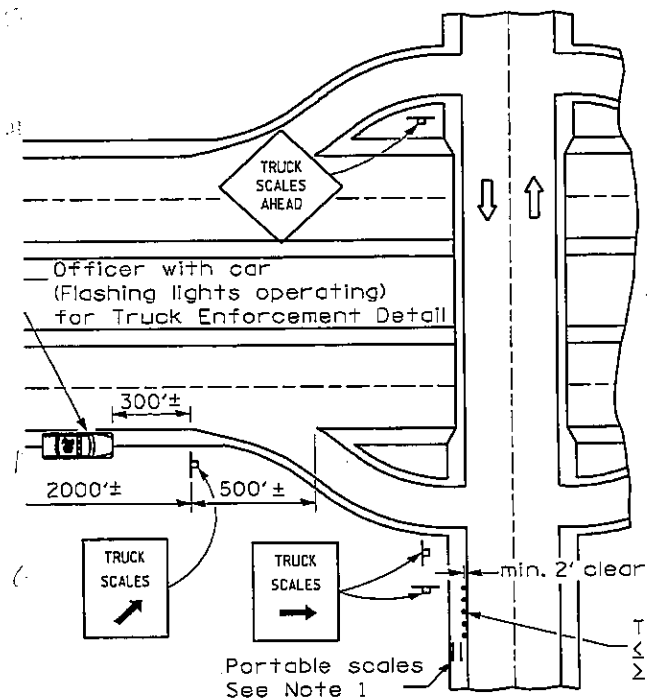 TRUCK
SCALES
AHEAD
Officer with car
(Flashing lights operating)
for Truck Enforcement Detail
300'±
2000'±
500'±
TRUCK
SCALES
TRUCK
SCALES
min. 2' clear
T
Portable scales
See Note 1